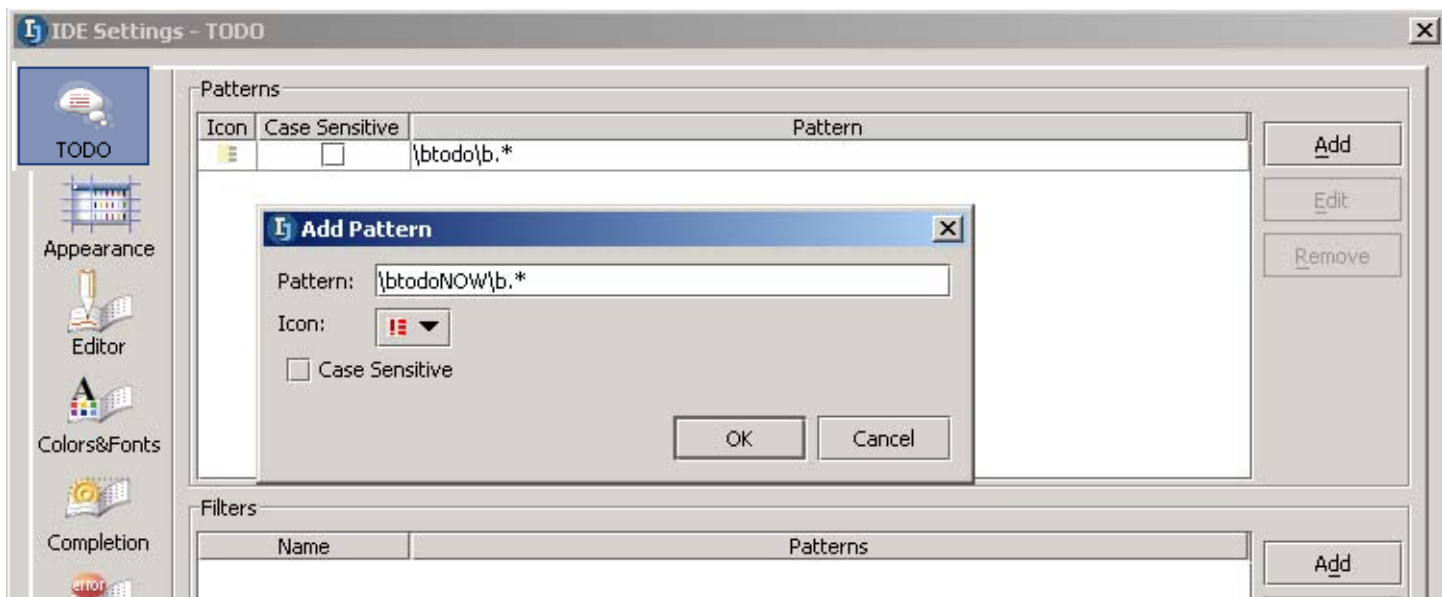 IDE Settings - TODO
TODO
Appearance
Editor
Colors&Fonts
Completion
error
Patterns
Icon Case Sensitive Pattern
\btodo\b.*
Add
Edit
Remove
Add Pattern
Pattern: \btodoNOW\b.*
Icon:
Case Sensitive
OK Cancel
Filters
Name Patterns
Add